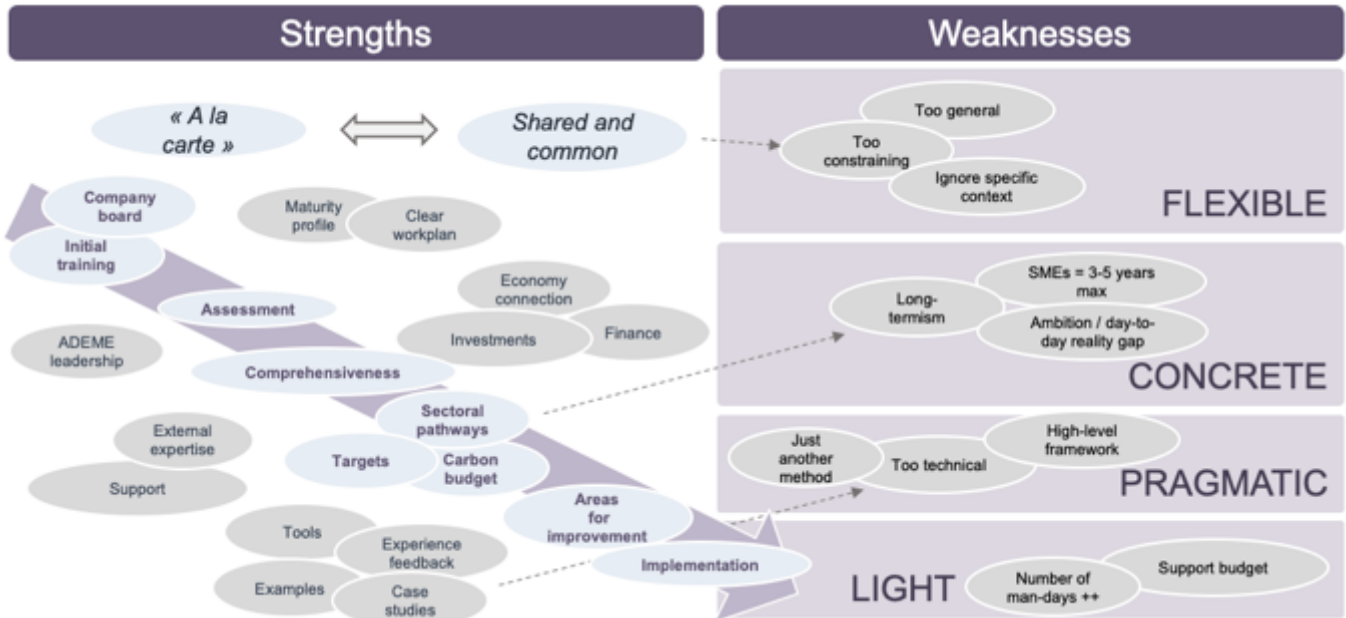 Strengths
Weaknesses
« A la
carte »
Shared and
common
Company
board
Initial
training
Maturity
profile
Clear
workplan
Assessment
Economy
connection
Investments
Finance
ADEME
leadership
Comprehensiveness
Sectoral
pathways
External
expertise
Targets
Carbon
budget
Support
Areas
for
improvement
Tools
Experience
feedback
Implementation
Examples
Case
studies
Too general
Too
constraining
Ignore specific
context
FLEXIBLE
SMEs = 3-5 years
max
Long-
termism
Ambition / day-to-
day reality gap
CONCRETE
High-level
framework
Just
another
method
Too technical
PRAGMATIC
Support budget
LIGHT
Number of
man-days ++